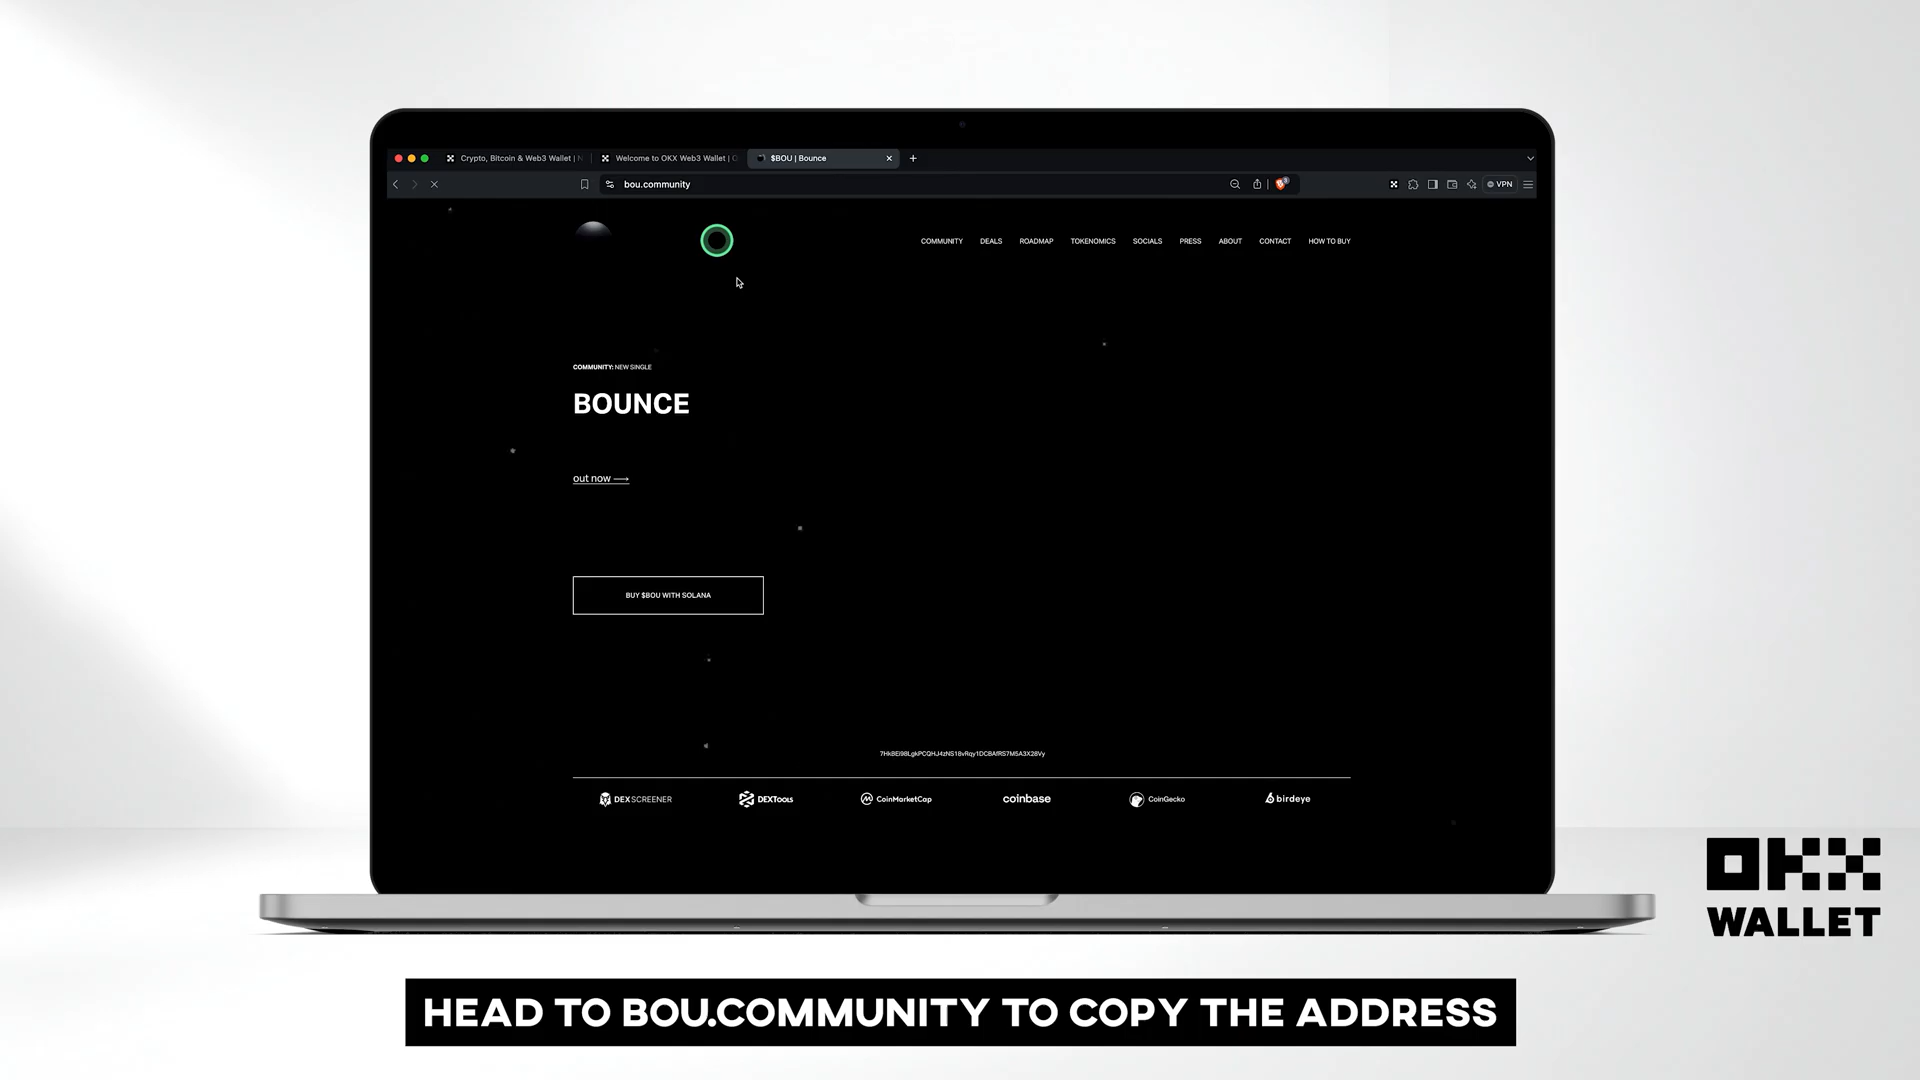 Crypto, Bitcoin & Web3 Wallet |
Welcome to OKX Web3 Wallet |
$BOU | Bounce
bou.community
VPN
COMMUNITY DEALS ROADMAP TOKENOMICS SOCIALS PRESS ABOUT CONTACT HOW TO BUY
COMMUNITY: NEW SINGLE
BOUNCE
out now
BUY $BOU WITH SOLANA
DEXSCREENER DEXTools CoinMarketCap coinbase CoinGecko birdeye
OKX
WALLET
HEAD TO BOU.COMMUNITY TO COPY THE ADDRESS